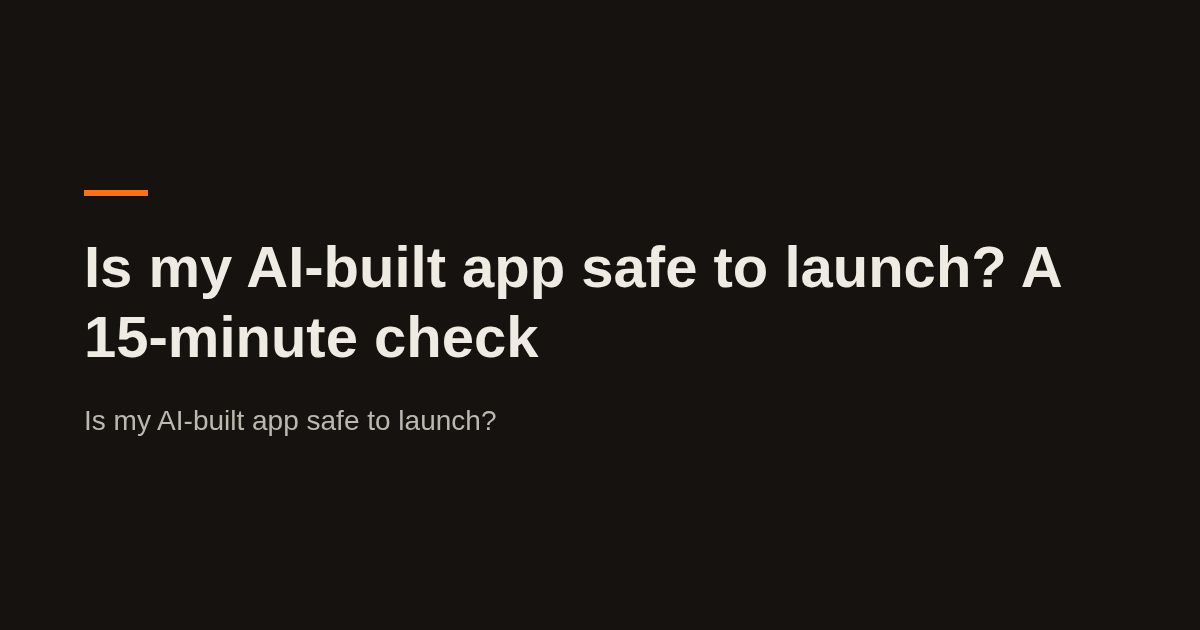 Is my AI-built app safe to launch? A
15-minute check
Is my AI-built app safe to launch?